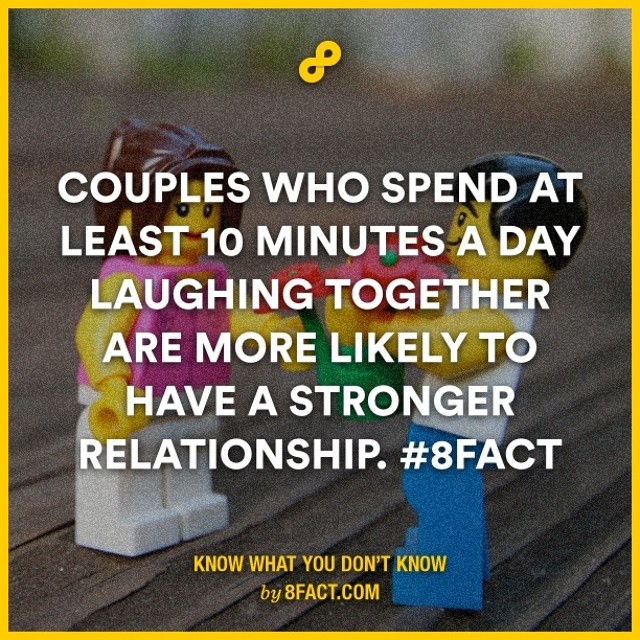 COUPLES WHO SPEND AT
LEAST 10 MINUTES A DAY
LAUGHING TOGETHER
ARE MORE LIKELY TO
HAVE A STRONGER
RELATIONSHIP. #8FACT
KNOW WHAT YOU DON'T KNOW
by 8FACT.COM